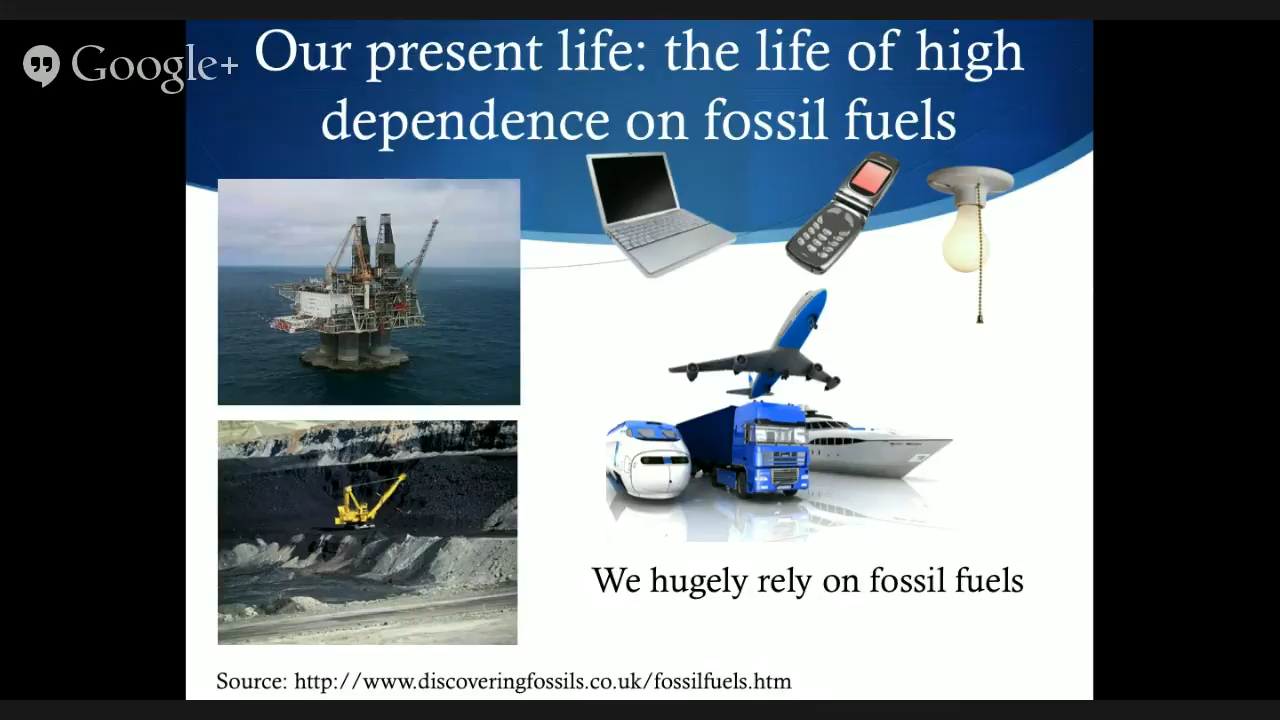 Google+
Our present life: the life of high
dependence on fossil fuels
We hugely rely on fossil fuels
Source: http://www.discoveringfossils.co.uk/fossilfuels.htm